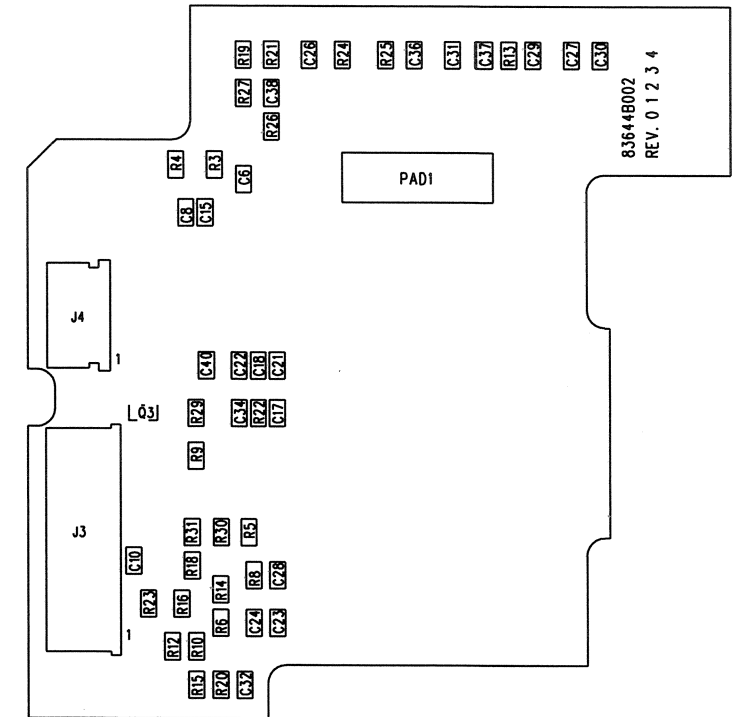 R19
R21
C26
R24
R25
C36
C31
C37
R13
C29
C27
C30
R27
C38
R26
83644B002
REV. 0 1 2 3 4
R4
R3
C6
PAD1
C8
C15
J4
1
C40
C22
C18
C21
Q3
R29
C34
R22
C17
R9
J3
R31
R30
R5
C10
R18
R8
C28
R14
R23
R16
R6
C24
C23
1
R12
R10
R15
R20
C32